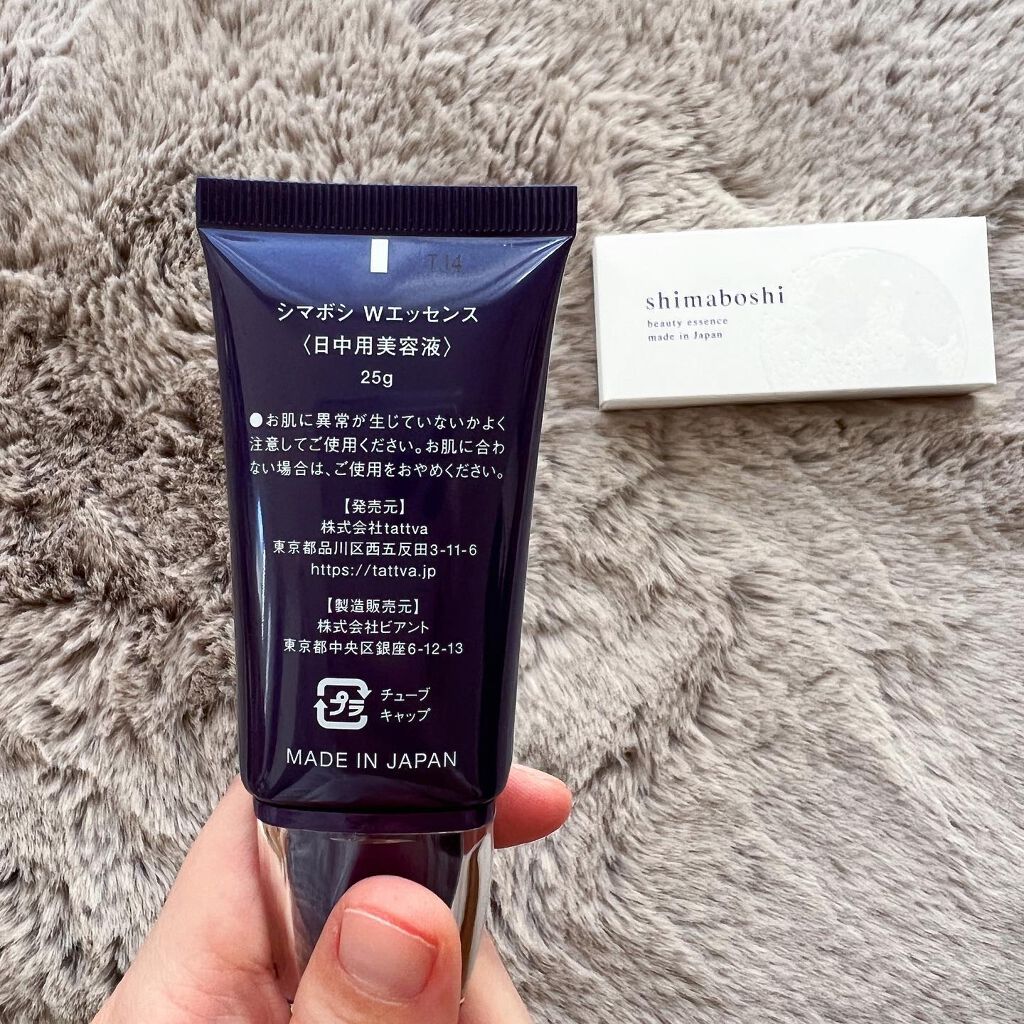 T.14
シマボシ Wエッセンス
〈日中用美容液〉
25g
●お肌に異常が生じていないかよく
注意してご使用ください。お肌に合わ
ない場合は、ご使用をおやめください。
【発売元】
株式会社tattva
東京都品川区西五反田3-11-6
https://tattva.jp
【製造販売元】
株式会社ビアント
東京都中央区銀座6-12-13
プラ
チューブ
キャップ
MADE IN JAPAN
shimaboshi
beauty essence
made in Japan